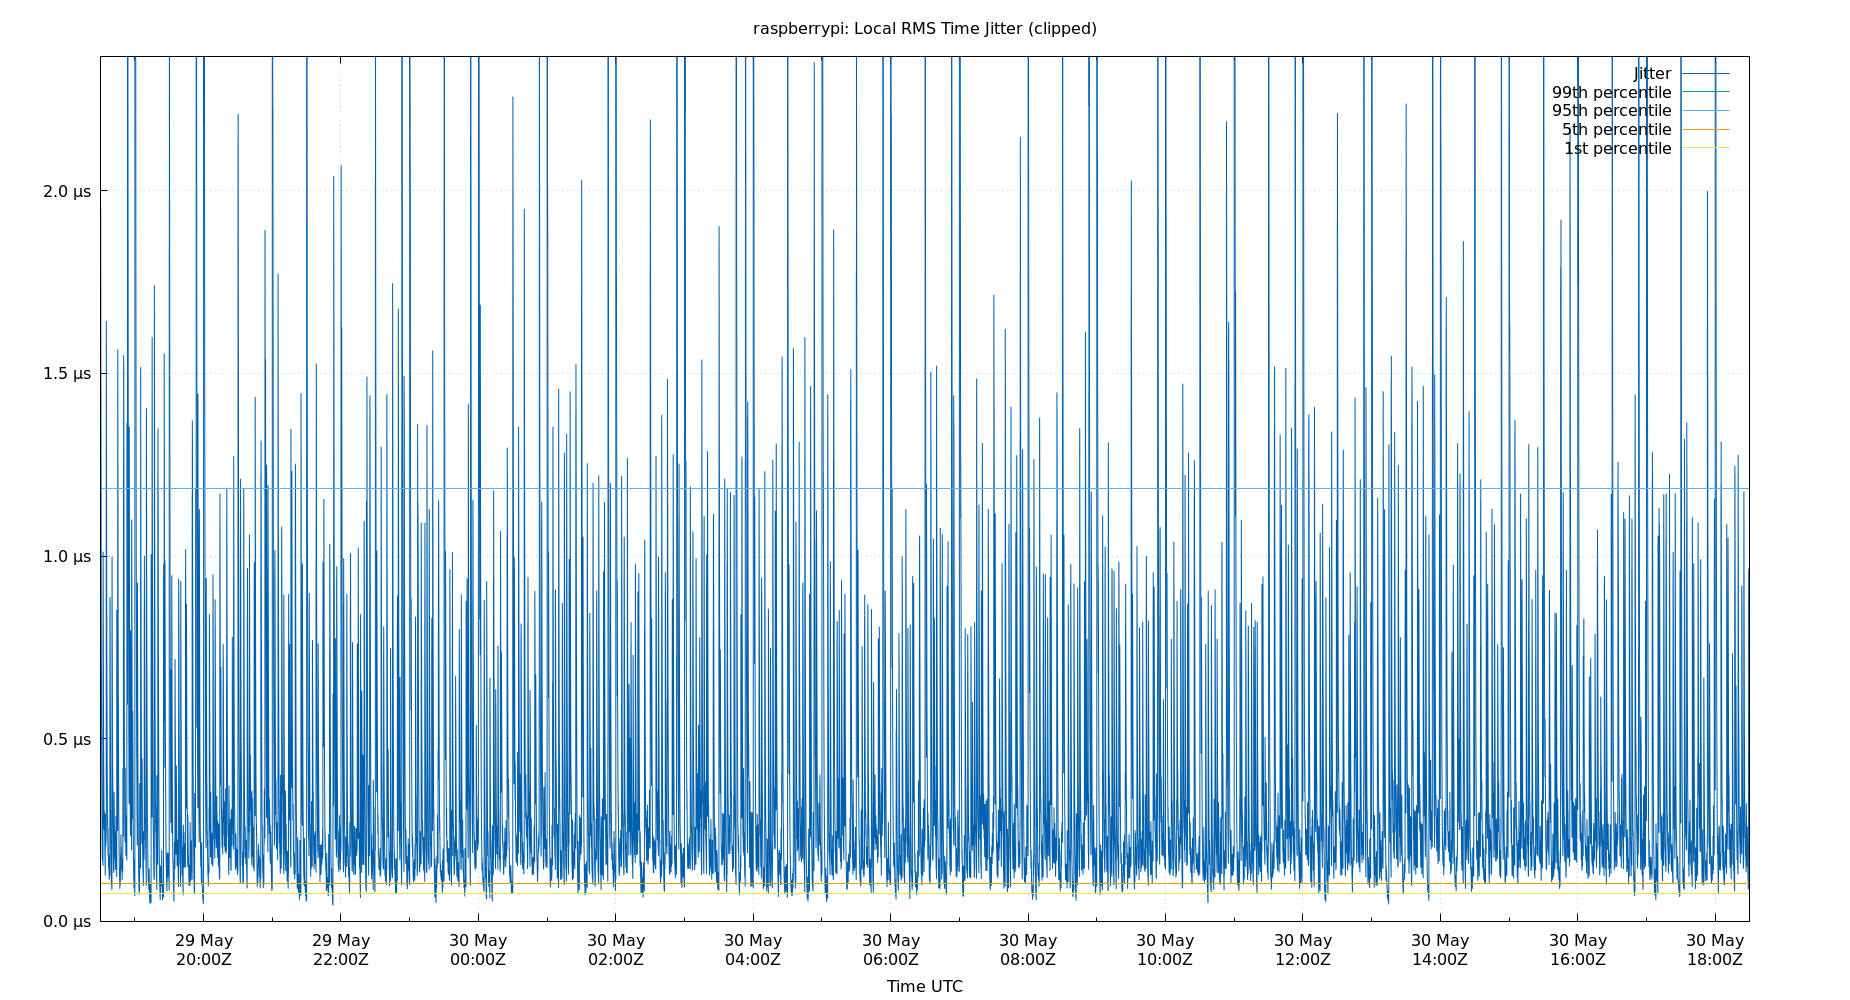 raspberrypi: Local RMS Time Jitter (clipped)
Jitter
99th percentile
95th percentile
5th percentile
1st percentile
2.0 µs
1.5 µs
1.0 µs
0.5 µs
0.0 µs
29 May 29 May 30 May 30 May 30 May 30 May 30 May 30 May 30 May 30 May 30 May 30 May
20:00Z 22:00Z 00:00Z 02:00Z 04:00Z 06:00Z 08:00Z 10:00Z 12:00Z 14:00Z 16:00Z 18:00Z
Time UTC